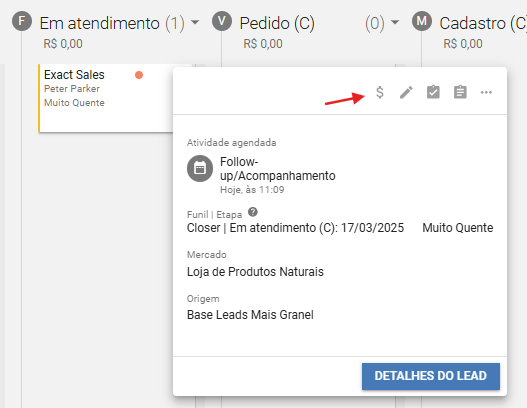 F Em atendimento (1)
R$ 0,00
V Pedido (C) (0)
R$ 0,00
M Cadastro (C)
R$ 0,00
Exact Sales
Peter Parker
Muito Quente
$
Atividade agendada
Follow-
up/Acompanhamento
Hoje, às 11:09
Funil | Etapa ?
Closer | Em atendimento (C): 17/03/2025 Muito Quente
Mercado
Loja de Produtos Naturais
Origem
Base Leads Mais Granel
DETALHES DO LEAD